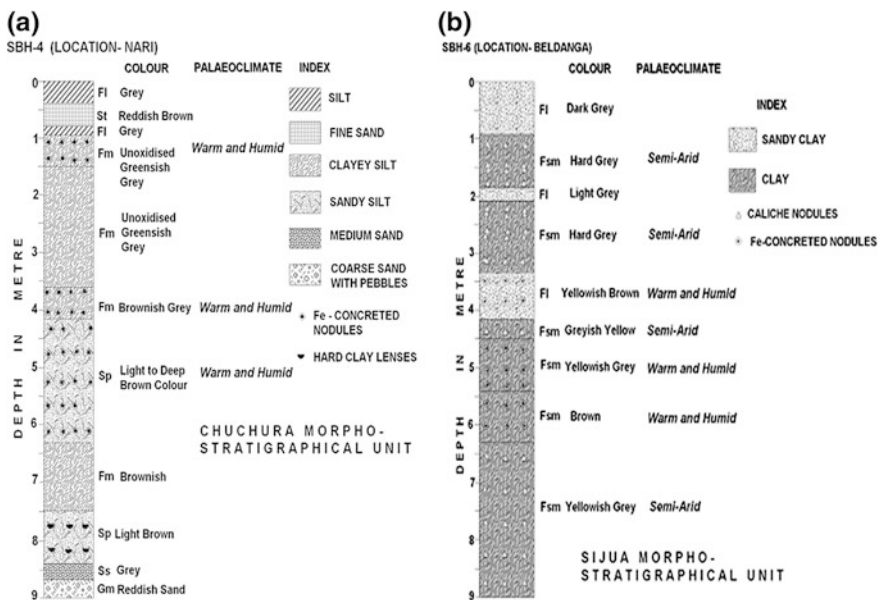 (a)
SBH-4 (LOCATION- NARI)
COLOUR PALAEOCLIMATE INDEX
DEPTH IN METRE
0
1
2
3
4
5
6
7
8
9
Fl Grey
St Reddish Brown
Fl Grey
Fm Unoxidised
Greensish
Grey
Warm and Humid
Fm Unoxidised
Greensish
Grey
Fm Brownish Grey Warm and Humid
Sp Light to Deep
Brown Colour
Warm and Humid
Fm Brownish
Sp Light Brown
Ss Grey
Gm Reddish Sand
SILT
FINE SAND
CLAYEY SILT
SANDY SILT
MEDIUM SAND
COARSE SAND
WITH PEBBLES
Fe - CONCRETED
NODULES
HARD CLAY LENSES
CHUCHURA MORPHO-
STRATIGRAPHICAL UNIT
(b)
SBH-6 (LOCATION- BELDANGA)
COLOUR PALAEOCLIMATE
DEPTH IN METRE
0
1
2
3
4
5
6
7
8
9
Fl Dark Grey
Fsm Hard Grey Semi-Arid
Fl Light Grey
Fsm Hard Grey Semi-Arid
Fl Yellowish Brown Warm and Humid
Fsm Greyish Yellow Semi-Arid
Fsm Yellowish Grey Warm and Humid
Fsm Brown Warm and Humid
Fsm Yellowish Grey Semi-Arid
INDEX
SANDY CLAY
CLAY
CALICHE NODULES
Fe-CONCRETED NODULES
SIJUA MORPHO-
STRATIGRAPHICAL UNIT